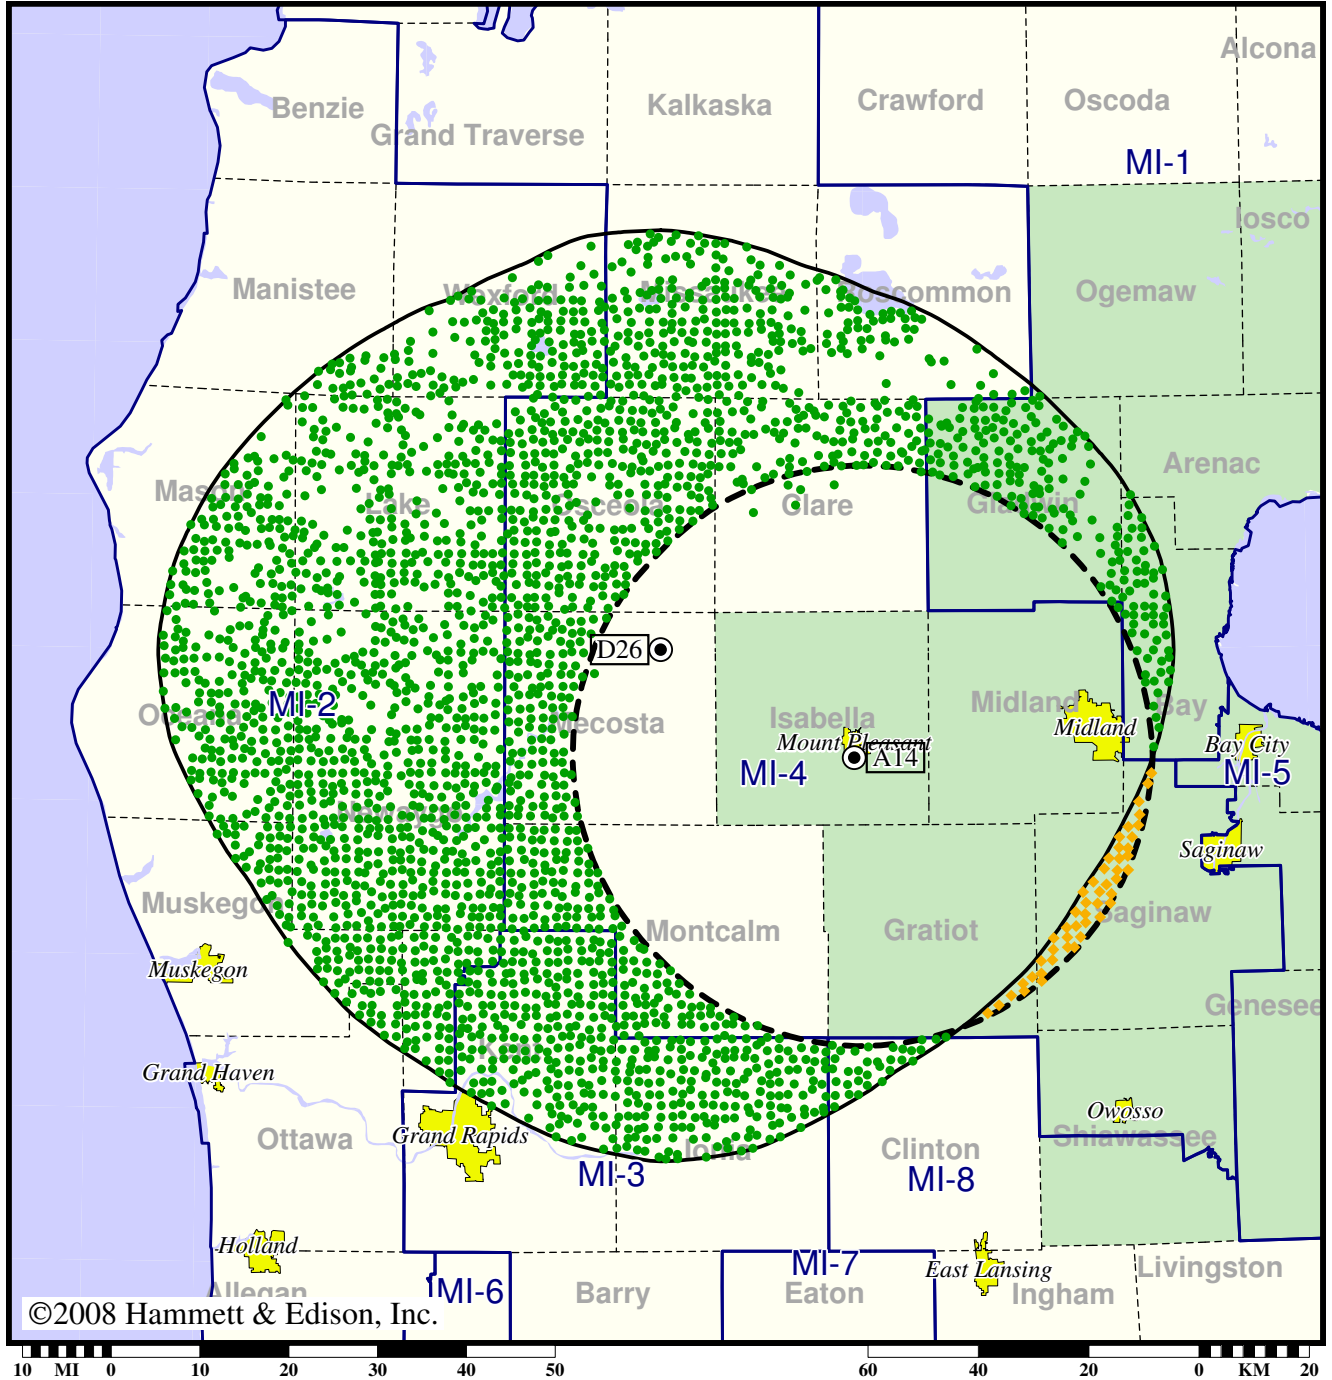 Alcona
Benzie
Kalkaska
Crawford
Oscoda
Grand Traverse
MI-1
Iosco
Manistee
Wexford
Missaukee
Roscommon
Ogemaw
Arenac
Mason
Lake
Osceola
Clare
Gladwin
D26
MI-2
Oceana
Mecosta
Isabella
Midland
Bay
Mount Pleasant
Midland
Bay City
A14
MI-4
MI-5
Newaygo
Saginaw
Muskegon
Montcalm
Gratiot
Saginaw
Muskegon
Genesee
Kent
Grand Haven
Owosso
Ottawa
Grand Rapids
Ionia
Clinton
Shiawassee
MI-3
MI-8
Holland
MI-7
East Lansing
Livingston
Allegan
MI-6
Barry
Eaton
Ingham
©2008 Hammett & Edison, Inc.
10 MI 0 10 20 30 40 50 60 40 20 0 KM 20